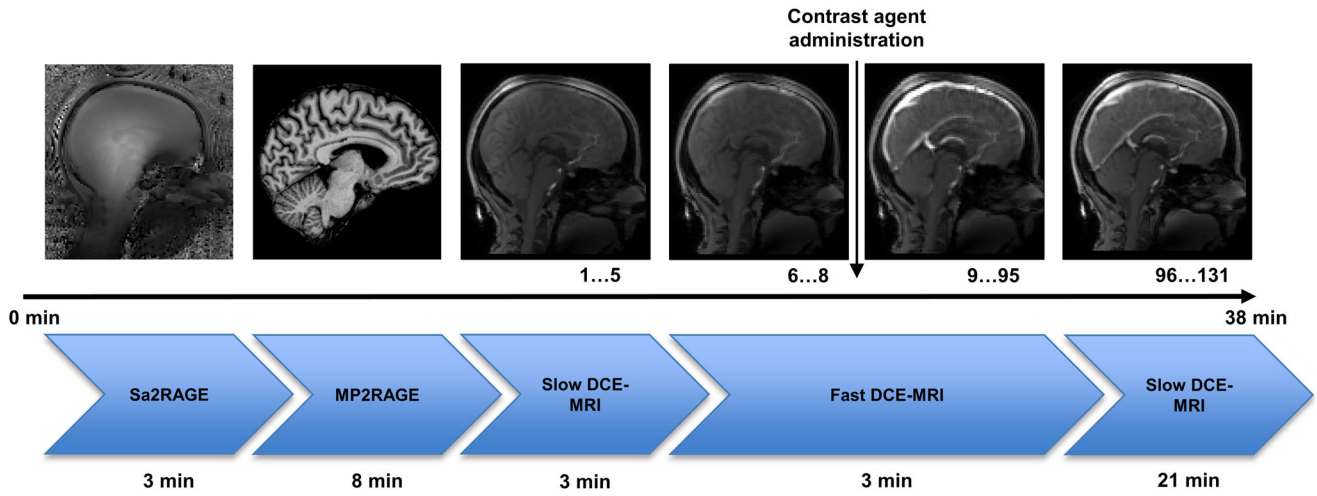 Contrast agent
administration
1...5
6...8
9...95
96...131
0 min
38 min
Sa2RAGE
MP2RAGE
Slow DCE-
MRI
Fast DCE-MRI
Slow DCE-
MRI
3 min
8 min
3 min
3 min
21 min